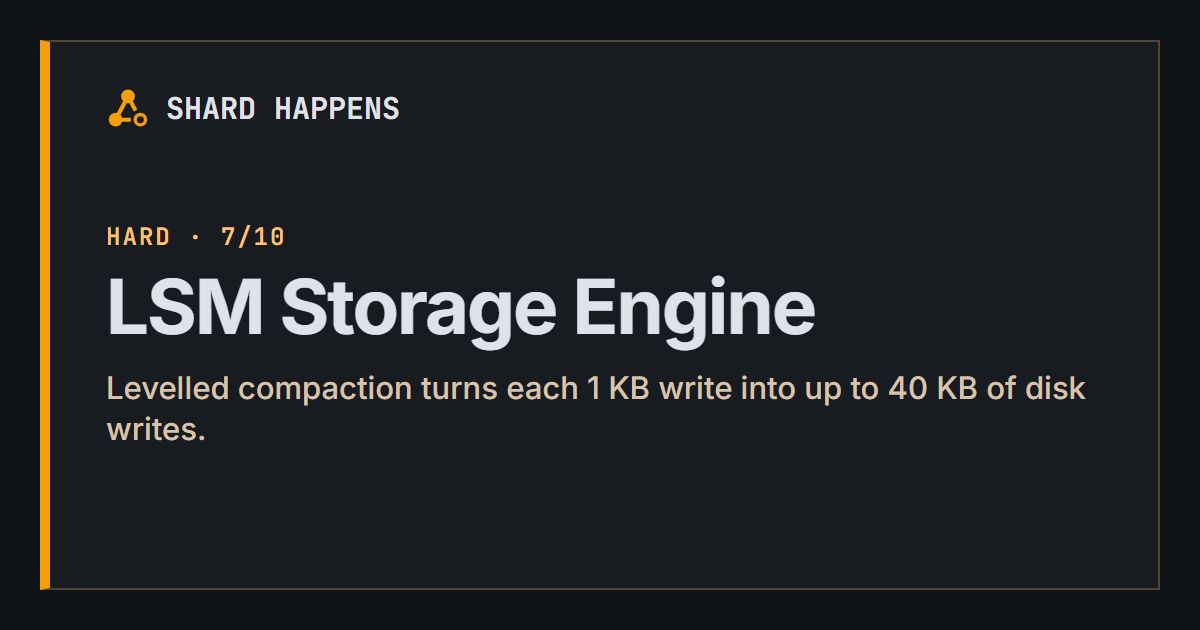 SHARD HAPPENS
HARD · 7/10
LSM Storage Engine
Levelled compaction turns each 1 KB write into up to 40 KB of disk
writes.